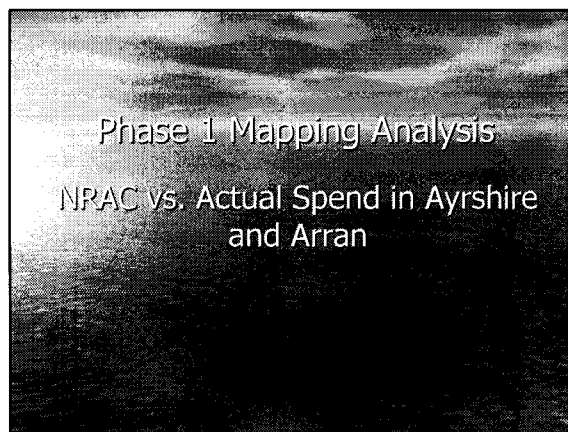 Phase 1 Mapping Analysis
NRAC vs. Actual Spend in Ayrshire
and Arran